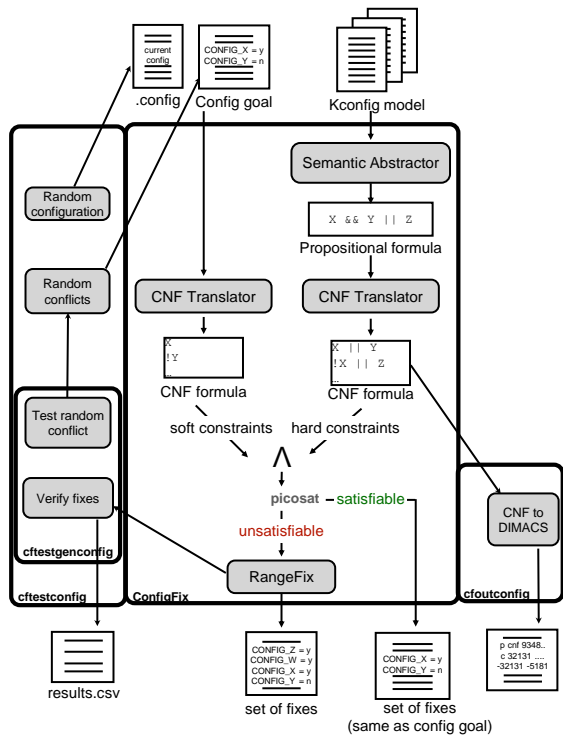 current
config
CONFIG_X = y
CONFIG_Y = n
.config
Config goal
Kconfig model
Semantic Abstractor
Random
configuration
X && Y || Z
Propositional formula
Random
conflicts
CNF Translator
CNF Translator
X
!Y
…
X || Y
!X || Z
…
CNF formula
CNF formula
Test random
conflict
soft constraints
hard constraints
Λ
Verify fixes
picosat
satisfiable
CNF to
DIMACS
unsatisfiable
cftestgenconfig
RangeFix
cftestconfig
ConfigFix
cfoutconfig
CONFIG_Z = y
CONFIG_W = y
CONFIG_X = y
CONFIG_Y = n
CONFIG_X = y
CONFIG_Y = n
p cnf 9348..
c 32131 ....
-32131 -5181
results.csv
set of fixes
set of fixes
(same as config goal)